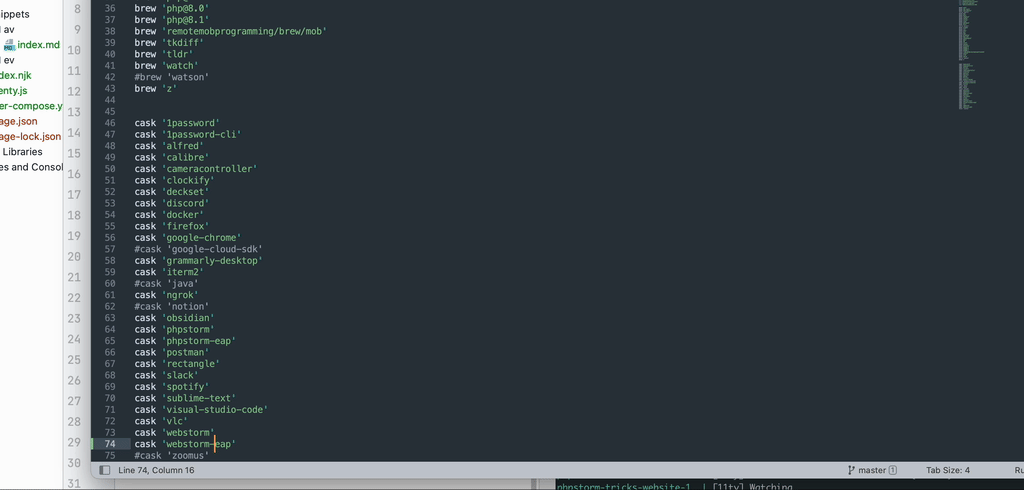 ippets
av
index.md
ev
dex.njk
enty.js
er-compose.y
age.json
age-lock.json
Libraries
es and Consol
8
9
10
11
12
13
14
15
16
17
18
19
20
21
22
23
24
25
26
27
28
29
30
31
36 brew 'php@8.0'
37 brew 'php@8.1'
38 brew 'remotemobprogramming/brew/mob'
39 brew 'tkdiff'
40 brew 'tldr'
41 brew 'watch'
42 #brew 'watson'
43 brew 'z'
44
45
46 cask '1password'
47 cask '1password-cli'
48 cask 'alfred'
49 cask 'calibre'
50 cask 'cameracontroller'
51 cask 'clockify'
52 cask 'deckset'
53 cask 'discord'
54 cask 'docker'
55 cask 'firefox'
56 cask 'google-chrome'
57 #cask 'google-cloud-sdk'
58 cask 'grammarly-desktop'
59 cask 'iterm2'
60 #cask 'java'
61 cask 'ngrok'
62 #cask 'notion'
63 cask 'obsidian'
64 cask 'phpstorm'
65 cask 'phpstorm-eap'
66 cask 'postman'
67 cask 'rectangle'
68 cask 'slack'
69 cask 'spotify'
70 cask 'sublime-text'
71 cask 'visual-studio-code'
72 cask 'vlc'
73 cask 'webstorm'
74 cask 'webstorm-eap'
75 #cask 'zoomus'
Line 74, Column 16
master 1
Tab Size: 4
Ru
phpstorm-tricks-website-1 | [11ty] Watching